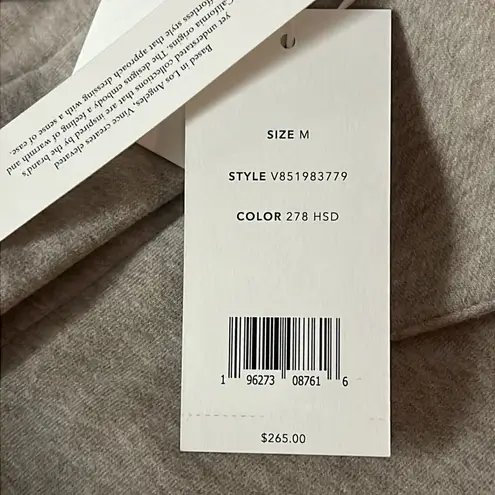 Based in Los Angeles, Vince creates elevated
yet understated collections that are inspired by the brand's
California origins. The designs embody a feeling of warmth and
effortless style that approach dressing
with a sense of ease.
SIZE M
STYLE V851983779
COLOR 278 HSD
1 96273 08761 6
$265.00